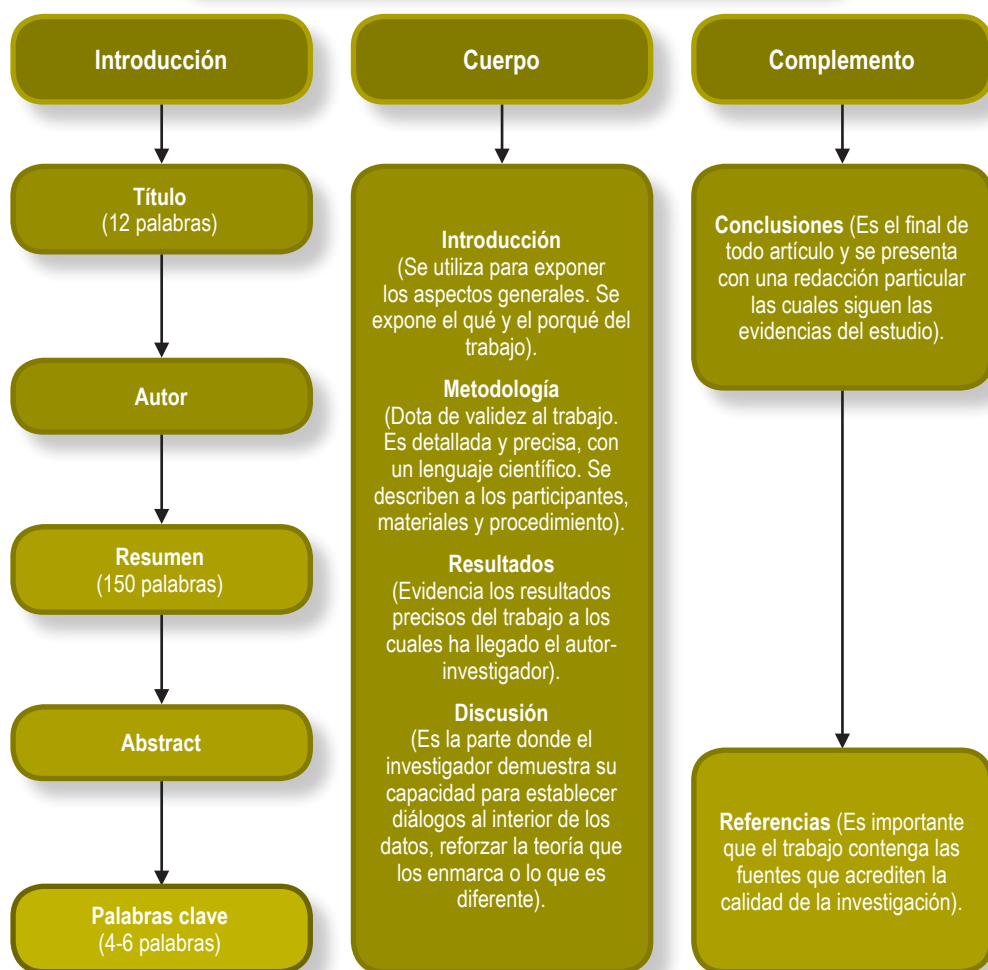 Introducción
Título
(12 palabras)
Autor
Resumen
(150 palabras)
Abstract
Palabras clave
(4-6 palabras)
Cuerpo
Introducción
(Se utiliza para exponer
los aspectos generales. Se
expone el qué y el porqué del
trabajo).
Metodología
(Dota de validez al trabajo.
Es detallada y precisa, con
un lenguaje científico. Se
describen a los participantes,
materiales y procedimiento).
Resultados
(Evidencia los resultados
precisos del trabajo a los
cuales ha llegado el autor-
investigador).
Discusión
(Es la parte donde el
investigador demuestra su
capacidad para establecer
diálogos al interior de los
datos, reforzar la teoría que
los enmarca o lo que es
diferente).
Complemento
Conclusiones (Es el final de
todo artículo y se presenta
con una redacción particular
las cuales siguen las
evidencias del estudio).
Referencias (Es importante
que el trabajo contenga las
fuentes que acrediten la
calidad de la investigación).